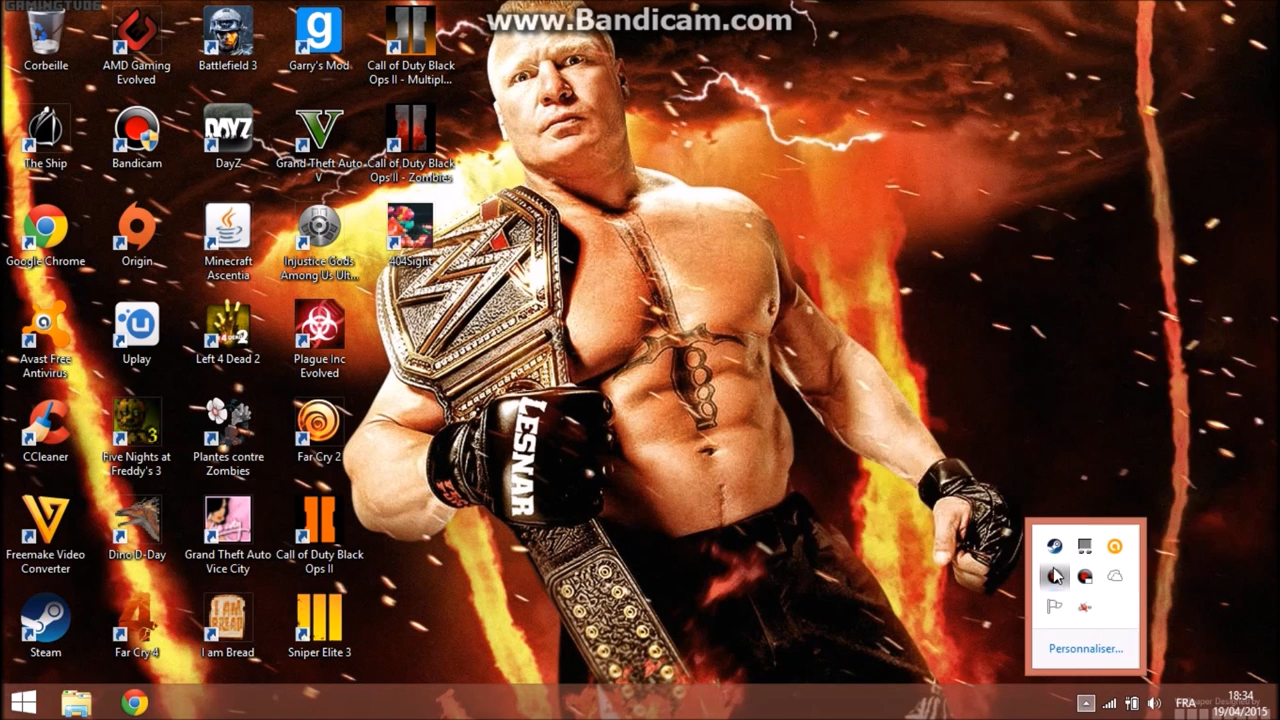 GAMINGTUDE
www.Bandicam.com
Corbeille
AMD Gaming
Evolved
Battlefield 3
Garry's Mod
Call of Duty Black
Ops II - Multipl...
The Ship
Bandicam
DAYZ
DayZ
Grand Theft Auto
V
Call of Duty Black
Ops II - Zombies
Google Chrome
Origin
Minecraft
Ascentia
Injustice Gods
Among Us Ult...
404Sight
Avast Free
Antivirus
Uplay
Left 4 Dead 2
Plague Inc
Evolved
CCleaner
3
Five Nights at
Freddy's 3
Plantes contre
Zombies
Far Cry 2
LESNAR
Freemake Video
Converter
Dino D-Day
Grand Theft Auto
Vice City
Call of Duty Black
Ops II
Steam
Far Cry 4
I AM
BREAD
I am Bread
Sniper Elite 3
Personnaliser...
FRA
18:34
19/04/2015